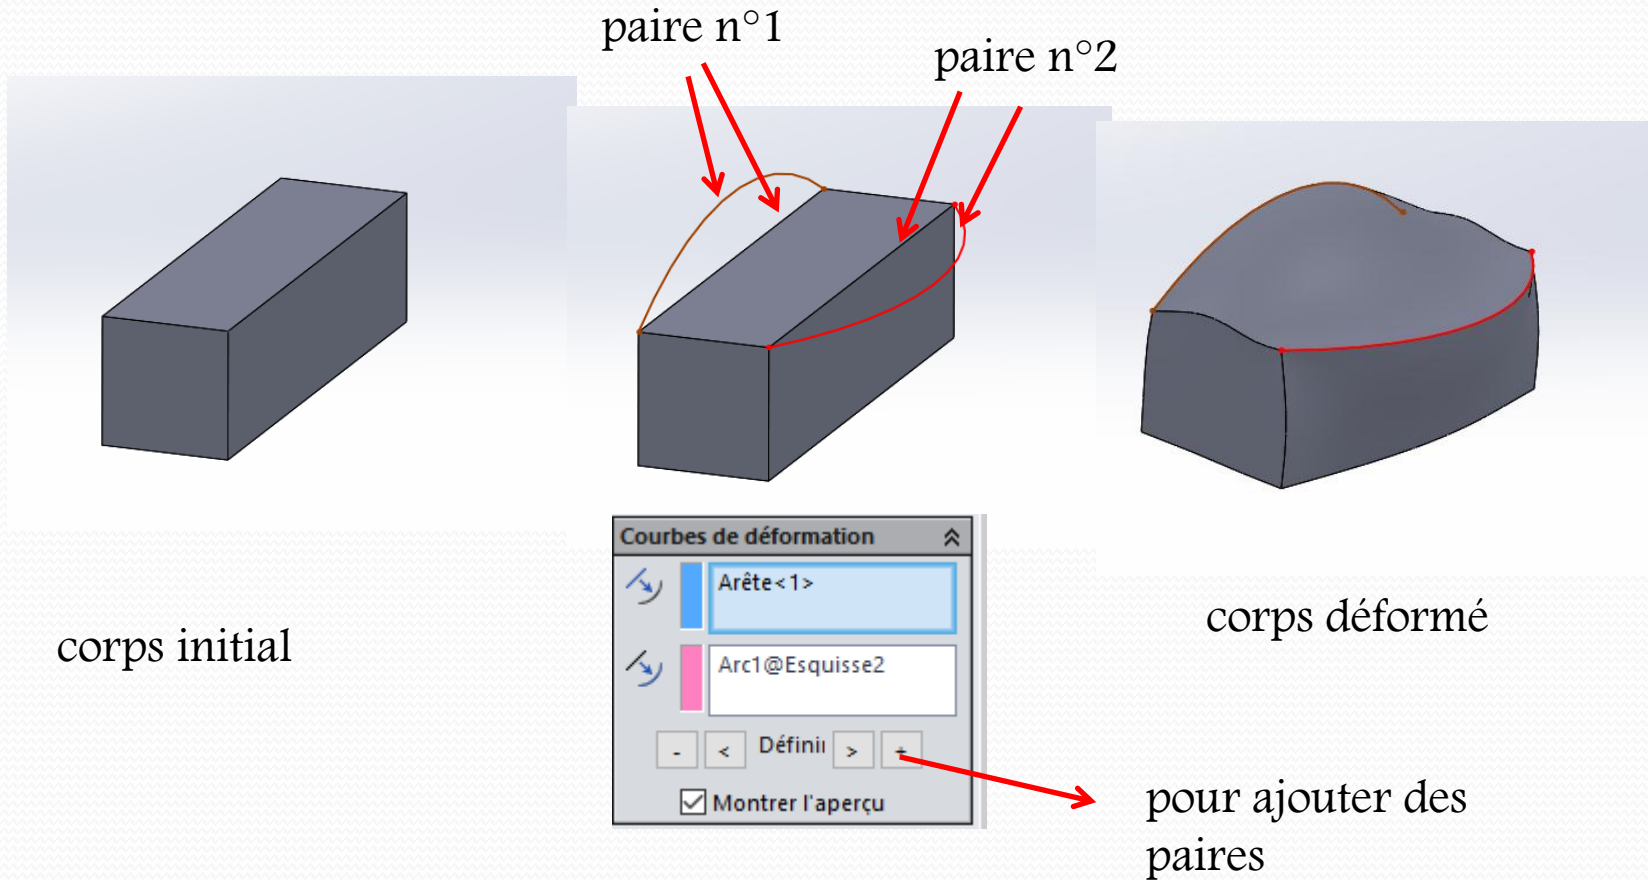 paire n°1
paire n°2
Courbes de déformation
Arête<1>
Arc1@Esquisse2
- < Définii > +
Montrer l'aperçu
corps initial
corps déformé
pour ajouter des
paires